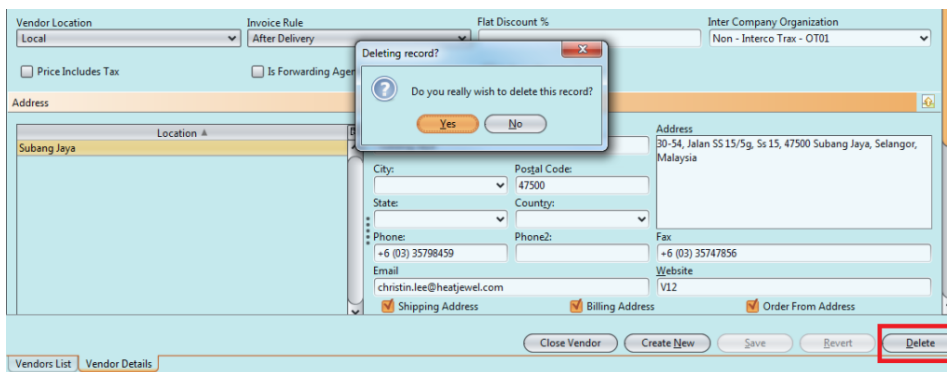 Vendor Location Invoice Rule Flat Discount % Inter Company Organization
Local After Delivery Non - Interco Trax - OT01
Deleting record?
Price Includes Tax Is Forwarding Agen
Do you really wish to delete this record?
Yes No
Address
Location Address
Subang Jaya 30-54, Jalan SS 15/5g, Ss 15, 47500 Subang Jaya, Selangor,
Malaysia
City: Postal Code:
47500
State: Country:
Phone: Phone2: Fax
+6 (03) 35798459 +6 (03) 35747856
Email Website
christin.lee@heatjewel.com V12
Shipping Address Billing Address Order From Address
Close Vendor Create New Save Revert Delete
Vendors List Vendor Details